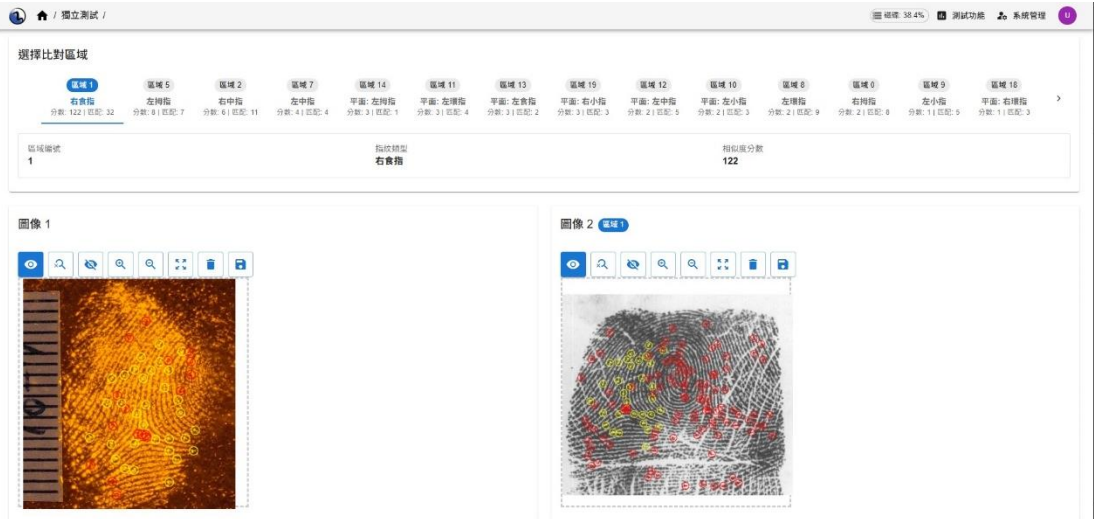 / 獨立測試 /
磁碟: 38.4%
測試功能
系統管理
U
選擇比對區域
區域 1
右食指
分數: 122 | 匹配: 32
區域 5
左拇指
分數: 8 | 匹配: 7
區域 2
右中指
分數: 6 | 匹配: 11
區域 7
左中指
分數: 4 | 匹配: 4
區域 14
平面: 左拇指
分數: 3 | 匹配: 1
區域 11
平面: 左環指
分數: 3 | 匹配: 4
區域 13
平面: 左食指
分數: 3 | 匹配: 2
區域 19
平面: 右小指
分數: 3 | 匹配: 3
區域 12
平面: 左中指
分數: 2 | 匹配: 5
區域 10
平面: 左小指
分數: 2 | 匹配: 3
區域 8
左環指
分數: 2 | 匹配: 9
區域 0
右拇指
分數: 2 | 匹配: 8
區域 9
左小指
分數: 1 | 匹配: 5
區域 18
平面: 右環指
分數: 1 | 匹配: 3
區域編號
1
指紋類型
右食指
相似度分數
122
圖像 1
圖像 2
區域 1